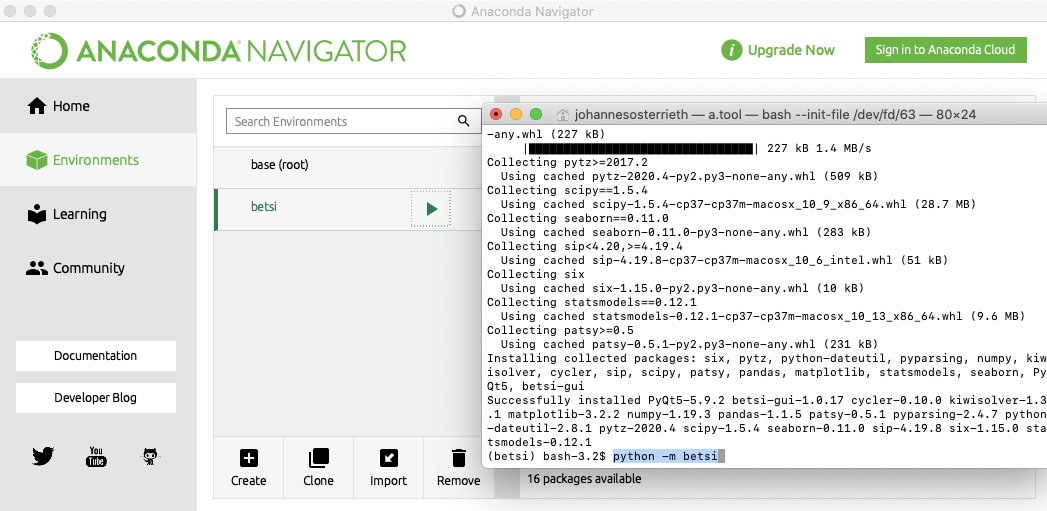 Anaconda Navigator
ANACONDA NAVIGATOR
i Upgrade Now
Sign in to Anaconda Cloud
Home
Environments
Learning
Community
Documentation
Developer Blog
You
Tube
Search Environments
base (root)
betsi
Create
Clone
Import
Remove
johannesosterrieth — a.tool — bash --init-file /dev/fd/63 — 80×24
-any.whl (227 kB)
|████████████████████████████████| 227 kB 1.4 MB/s
Collecting pytz>=2017.2
Using cached pytz-2020.4-py2.py3-none-any.whl (509 kB)
Collecting scipy==1.5.4
Using cached scipy-1.5.4-cp37-cp37m-macosx_10_9_x86_64.whl (28.7 MB)
Collecting seaborn==0.11.0
Using cached seaborn-0.11.0-py3-none-any.whl (283 kB)
Collecting sip<4.20,>=4.19.4
Using cached sip-4.19.8-cp37-cp37m-macosx_10_6_intel.whl (51 kB)
Collecting six
Using cached six-1.15.0-py2.py3-none-any.whl (10 kB)
Collecting statsmodels==0.12.1
Using cached statsmodels-0.12.1-cp37-cp37m-macosx_10_13_x86_64.whl (9.6 MB)
Collecting patsy>=0.5
Using cached patsy-0.5.1-py2.py3-none-any.whl (231 kB)
Installing collected packages: six, pytz, python-dateutil, pyparsing, numpy, kiw
isolver, cycler, sip, scipy, patsy, pandas, matplotlib, statsmodels, seaborn, Py
Qt5, betsi-gui
Successfully installed PyQt5-5.9.2 betsi-gui-1.0.17 cycler-0.10.0 kiwisolver-1.3
.1 matplotlib-3.2.2 numpy-1.19.3 pandas-1.1.5 patsy-0.5.1 pyparsing-2.4.7 python
-dateutil-2.8.1 pytz-2020.4 scipy-1.5.4 seaborn-0.11.0 sip-4.19.8 six-1.15.0 sta
tsmodels-0.12.1
(betsi) bash-3.2$ python -m betsi
16 packages available